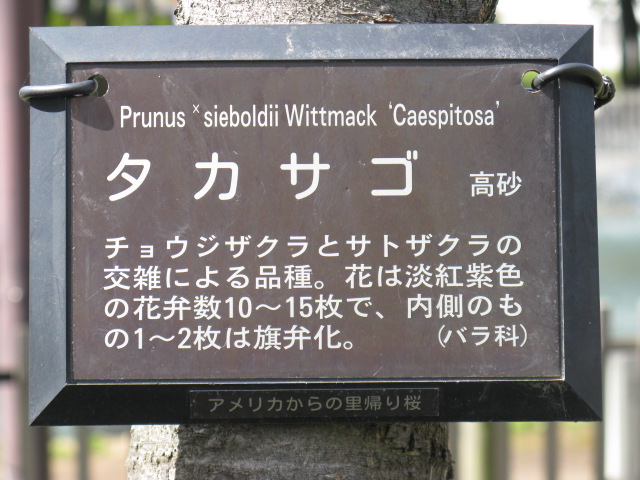 Prunus × sieboldii Wittmack 'Caespitosa'
タカサゴ 高砂
チョウジザクラとサトザクラの
交雑による品種。花は淡紅紫色
の花弁数10～15枚で、内側のも
の1～2枚は旗弁化。 (バラ科)
アメリカからの里帰り桜